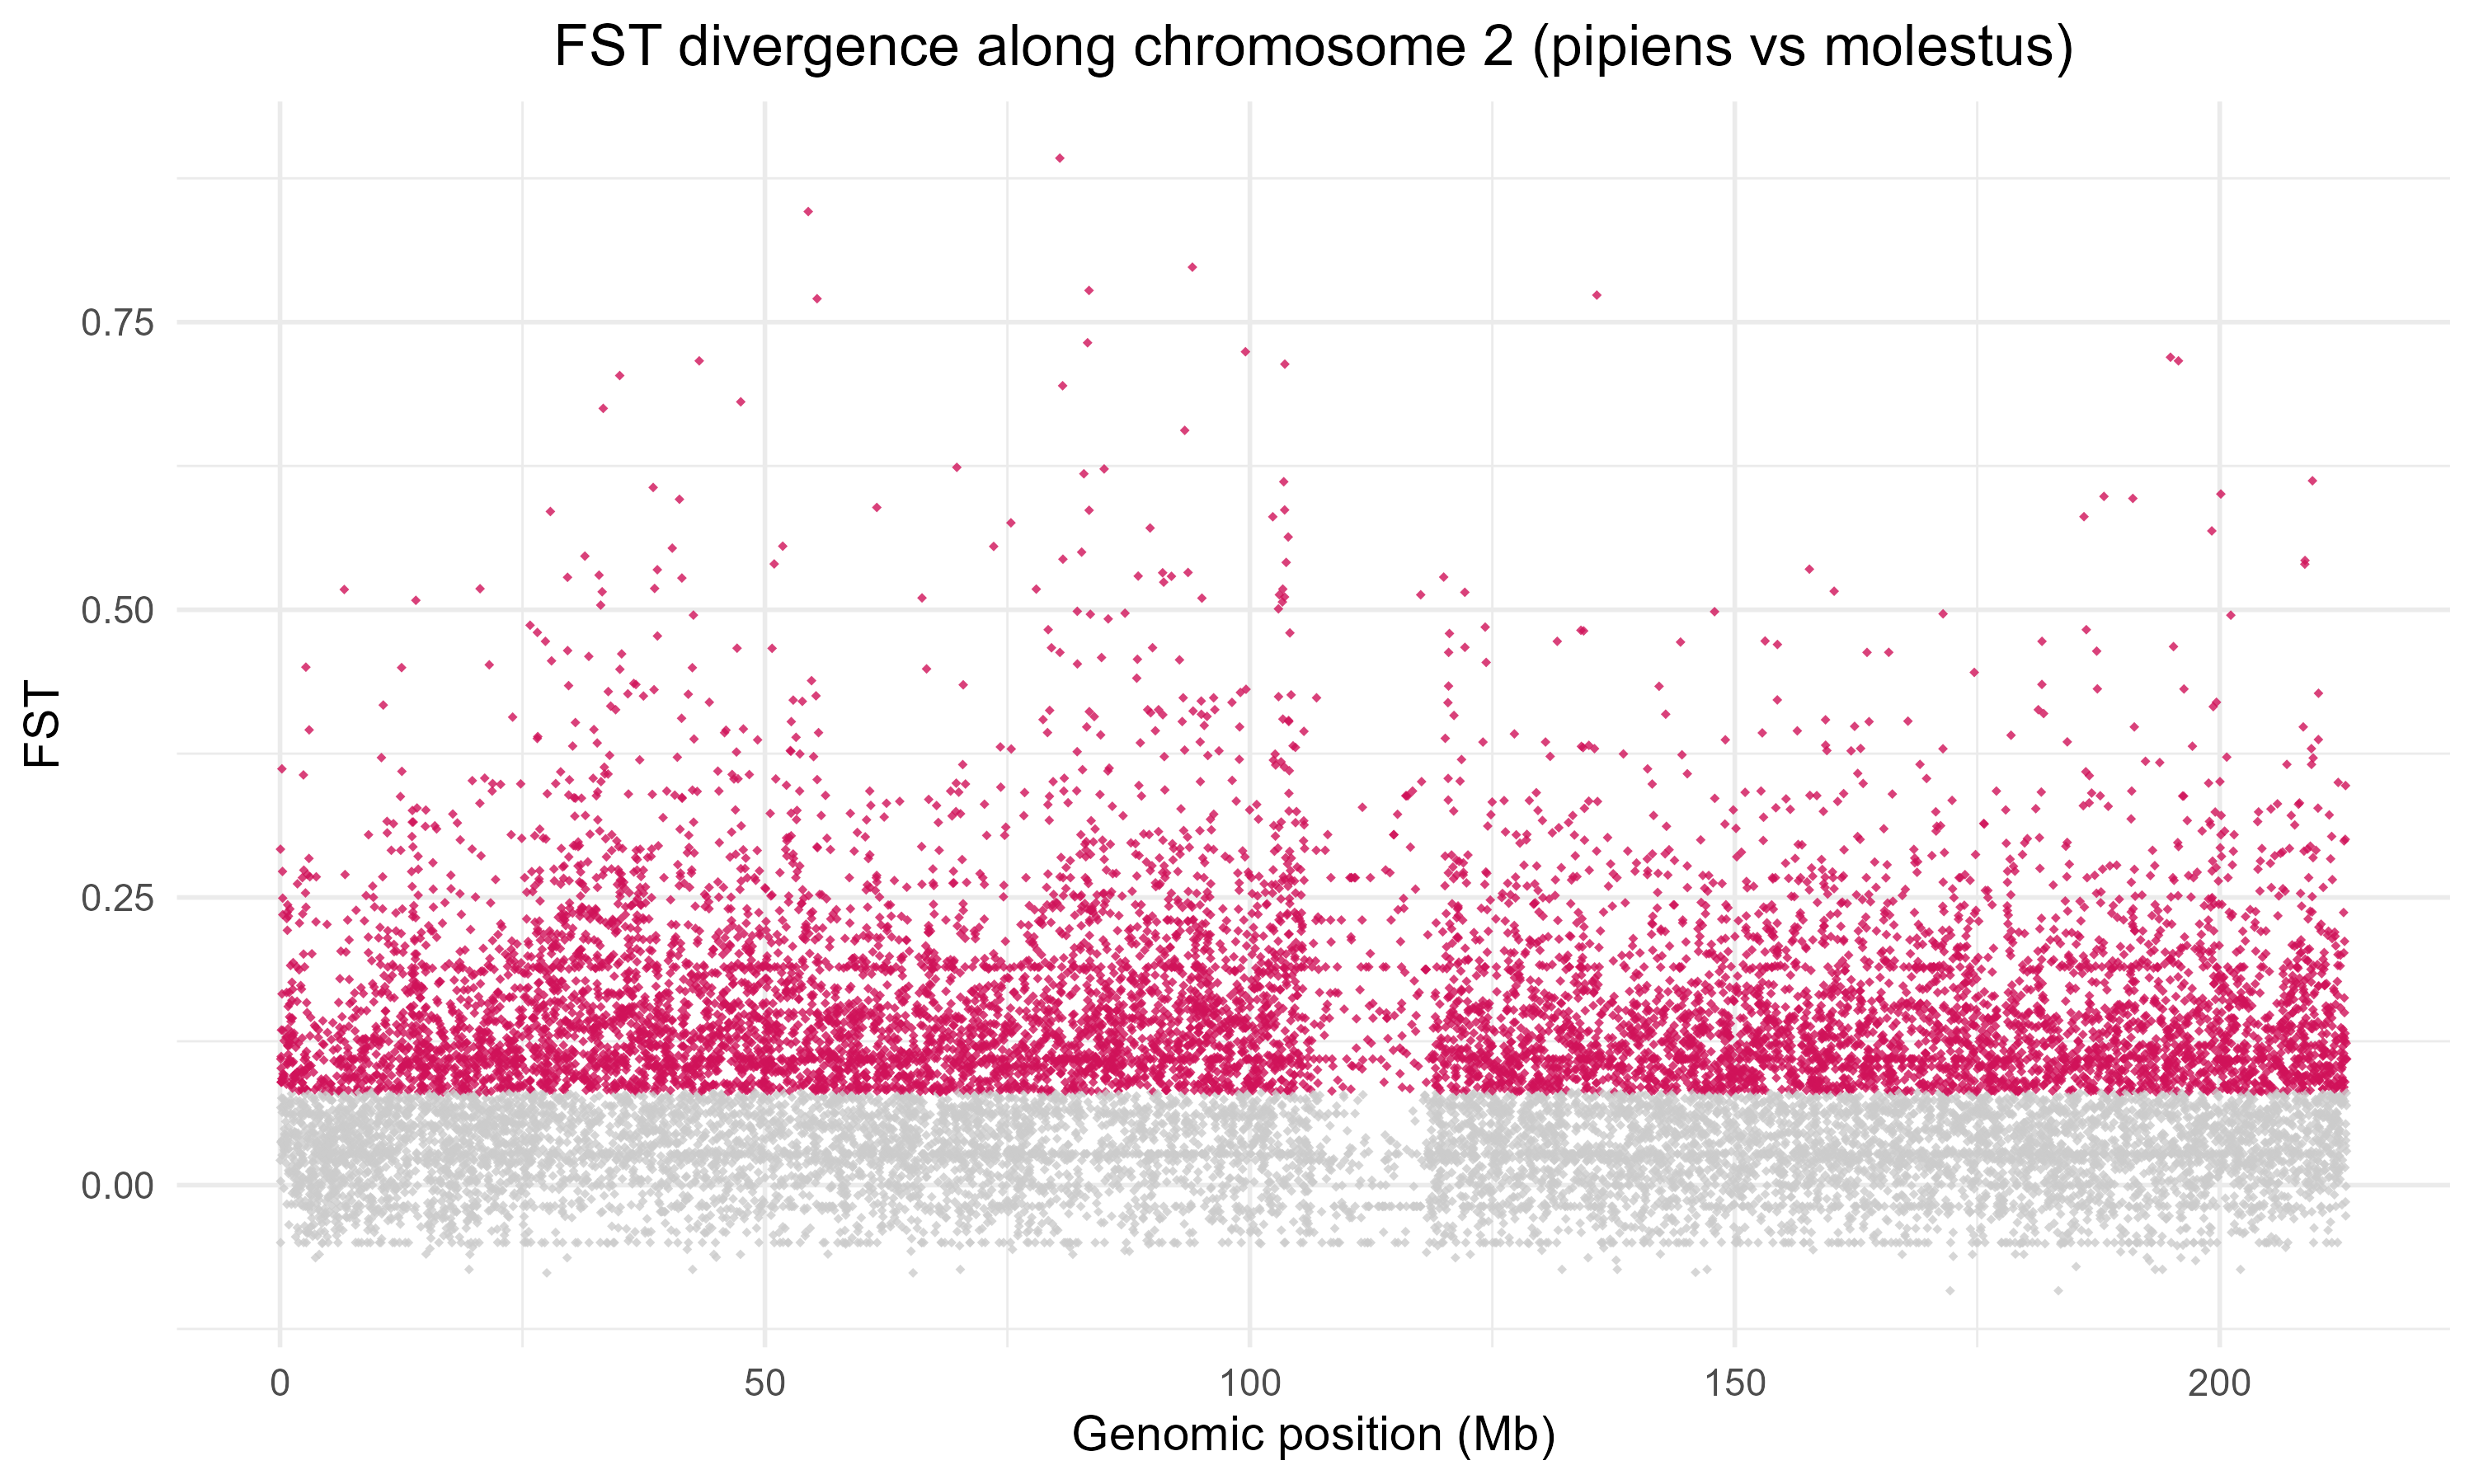 FST divergence along chromosome 2 (pipiens vs molestus)
FST
0.75
0.50
0.25
0.00
0 50 100 150 200
Genomic position (Mb)